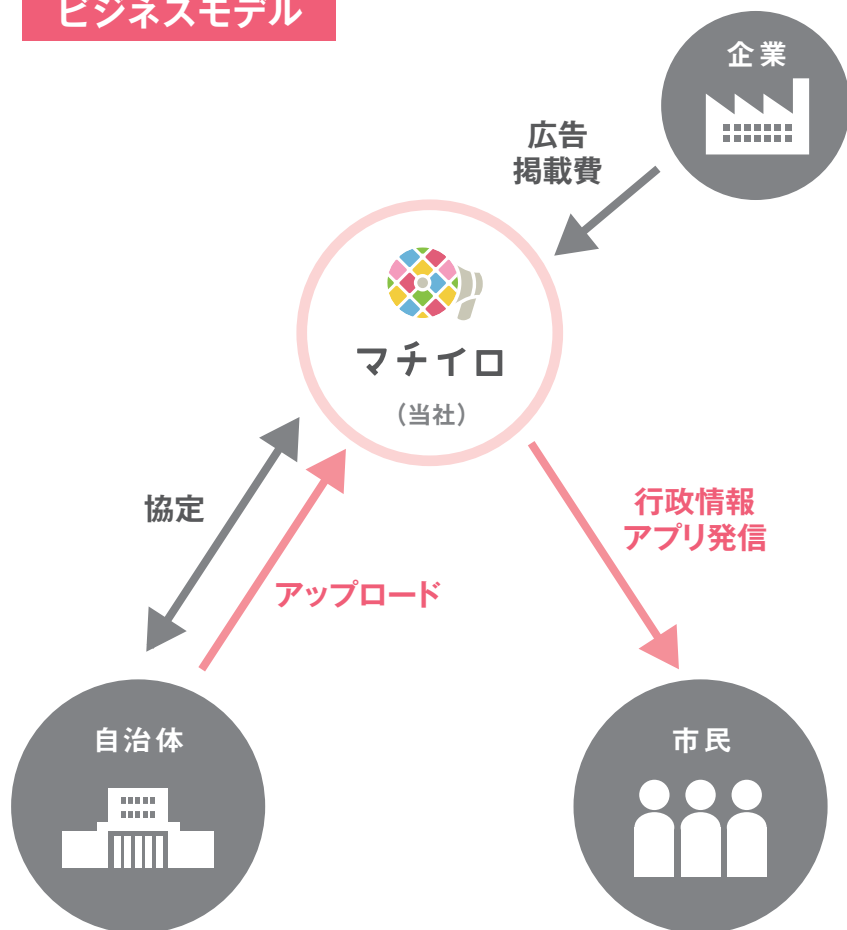 ビジネスモデル
企業
広告
掲載費
マチイロ
（当社）
協定
行政情報
アプリ発信
アップロード
自治体
市民